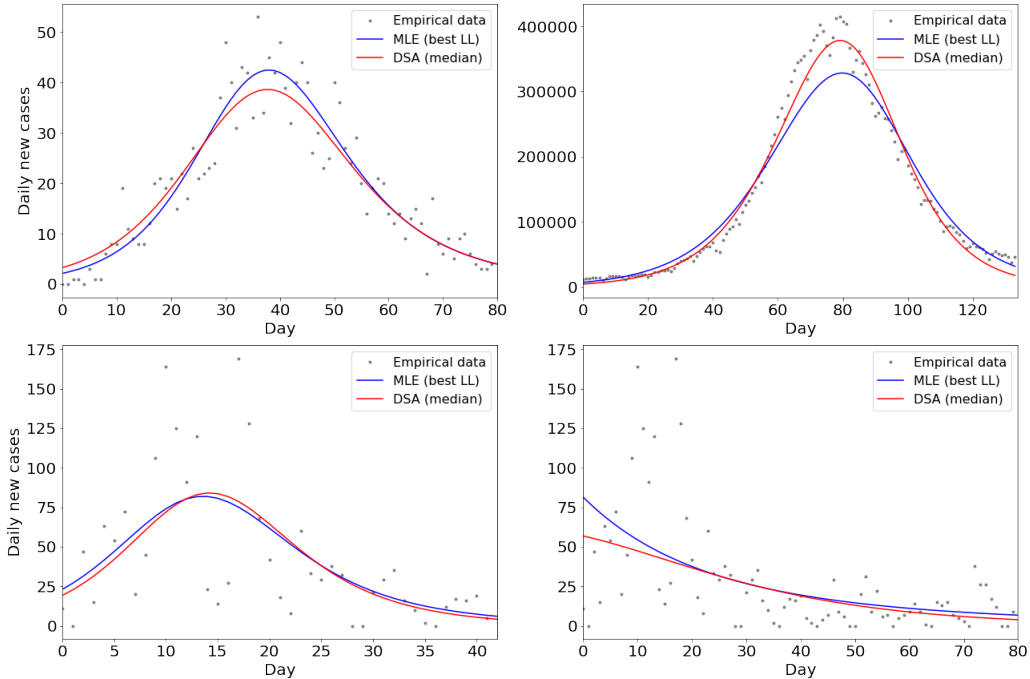 Daily new cases
50
40
30
20
10
0
Empirical data
MLE (best LL)
DSA (median)
0 10 20 30 40 50 60 70 80
Day
400000
300000
200000
100000
0
Empirical data
MLE (best LL)
DSA (median)
0 20 40 60 80 100 120
Day
Daily new cases
175
150
125
100
75
50
25
0
Empirical data
MLE (best LL)
DSA (median)
0 5 10 15 20 25 30 35 40
Day
175
150
125
100
75
50
25
0
Empirical data
MLE (best LL)
DSA (median)
0 10 20 30 40 50 60 70 80
Day